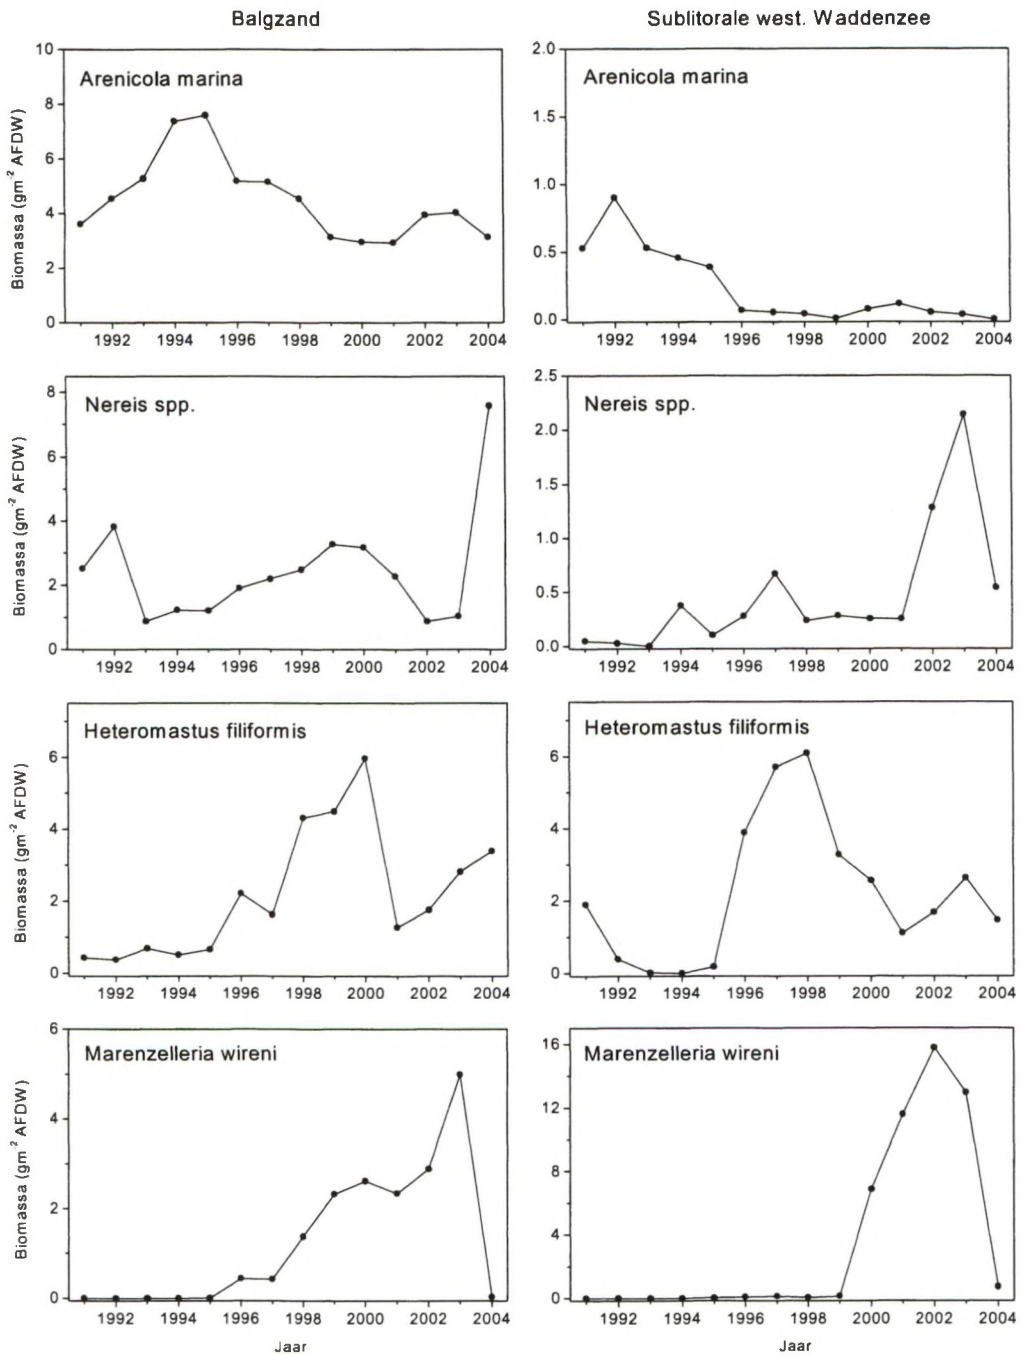 Balgzand
Sublitorale west. Waddenzee
Arenicola marina
Biomassa (gm⁻² AFDW)
10
8
6
4
2
0
1992 1994 1996 1998 2000 2002 2004
Arenicola marina
2.0
1.5
1.0
0.5
0.0
1992 1994 1996 1998 2000 2002 2004
Nereis spp.
Biomassa (gm⁻² AFDW)
8
6
4
2
0
1992 1994 1996 1998 2000 2002 2004
Nereis spp.
2.5
2.0
1.5
1.0
0.5
0.0
1992 1994 1996 1998 2000 2002 2004
Heteromastus filiformis
Biomassa (gm⁻² AFDW)
6
4
2
0
1992 1994 1996 1998 2000 2002 2004
Heteromastus filiformis
6
4
2
0
1992 1994 1996 1998 2000 2002 2004
Marenzelleria wireni
Biomassa (gm⁻² AFDW)
6
4
2
0
1992 1994 1996 1998 2000 2002 2004
Jaar
Marenzelleria wireni
16
12
8
4
0
1992 1994 1996 1998 2000 2002 2004
Jaar